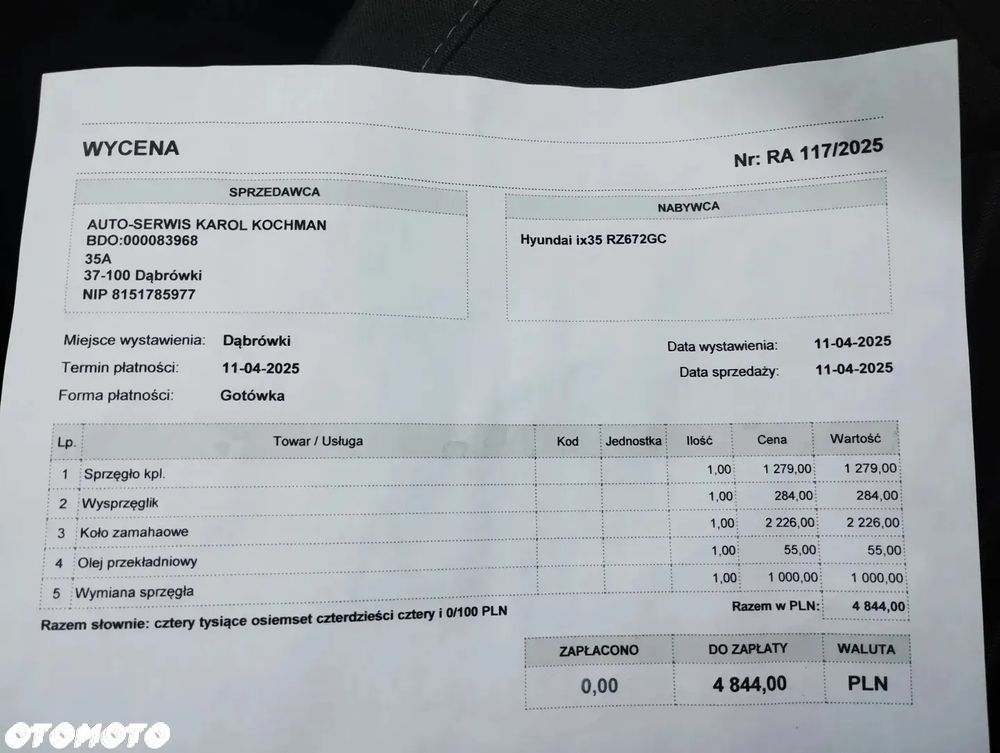 WYCENA
Nr: RA 117/2025
SPRZEDAWCA
AUTO-SERWIS KAROL KOCHMAN
BDO:000083968
35A
37-100 Dąbrówki
NIP 8151785977
NABYWCA
Hyundai ix35 RZ672GC
Miejsce wystawienia: Dąbrówki
Termin płatności: 11-04-2025
Forma płatności: Gotówka
Data wystawienia: 11-04-2025
Data sprzedaży: 11-04-2025
Lp. Towar / Usługa Kod Jednostka Ilość Cena Wartość
1 Sprzęgło kpl. 1,00 1 279,00 1 279,00
2 Wysprzęglik 1,00 284,00 284,00
3 Koło zamahaowe 1,00 2 226,00 2 226,00
4 Olej przekładniowy 1,00 55,00 55,00
5 Wymiana sprzęgła 1,00 1 000,00 1 000,00
Razem w PLN: 4 844,00
Razem słownie: cztery tysiące osiemset czterdzieści cztery i 0/100 PLN
ZAPŁACONO DO ZAPŁATY WALUTA
0,00 4 844,00 PLN
OTOMOTO